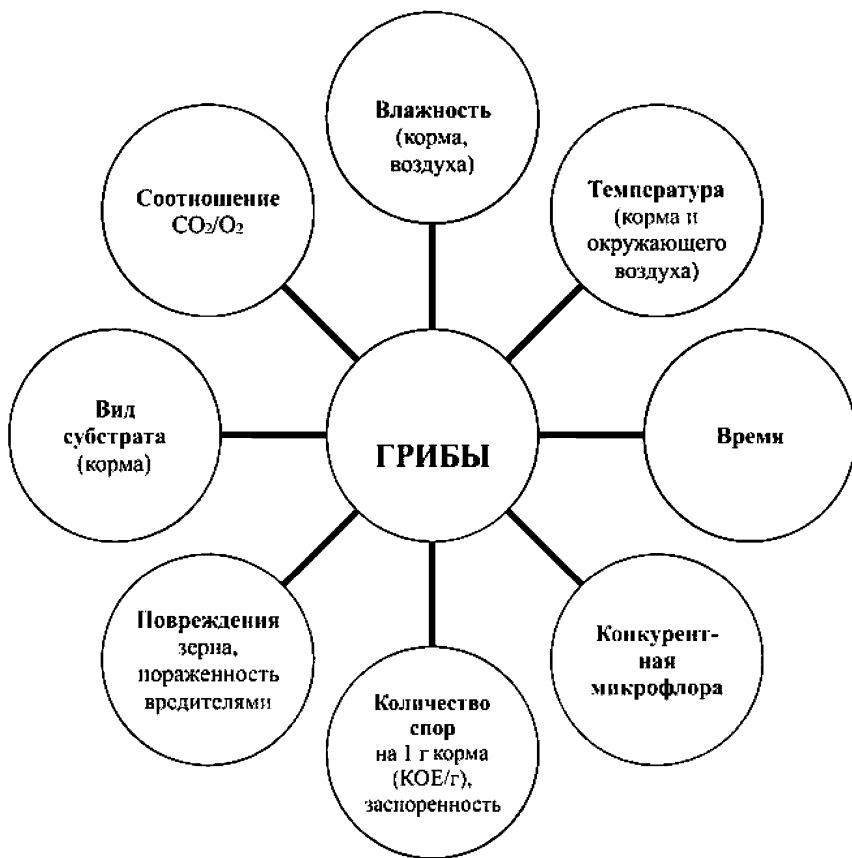 Влажность
(корма,
воздуха)
Температура
(корма и
окружающего
воздуха)
Время
Конкурент-
ная
микрофлора
Количество
спор
на 1 г корма
(КОЕ/г),
заспоренность
Повреждения
зерна,
пораженность
вредителями
Вид
субстрата
(корма)
Соотношение
CO₂/O₂
ГРИБЫ